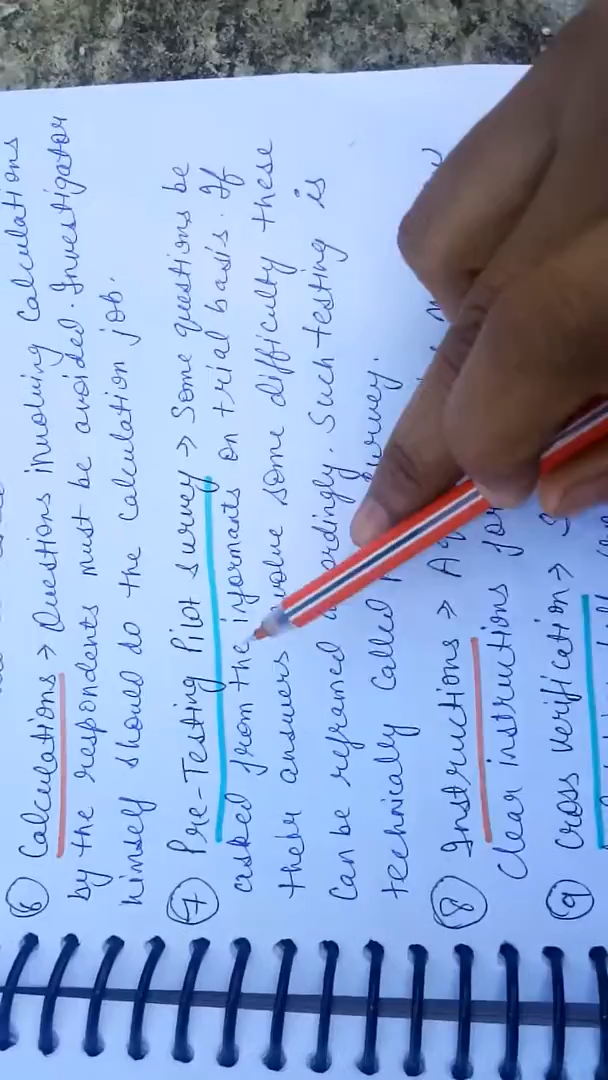 ⑥ Calculations → Questions involving Calculations
by the respondents must be avoided. Investigator
himself should do the calculation job.
⑦ Pre-Testing Pilot Survey → Some questions be
asked from the informants on trial basis. If
their answers some difficulty these
Can be reframed Such testing is
technically called survey.
⑧ Instructions →
Clear instructions for
⑨ Cross verification →